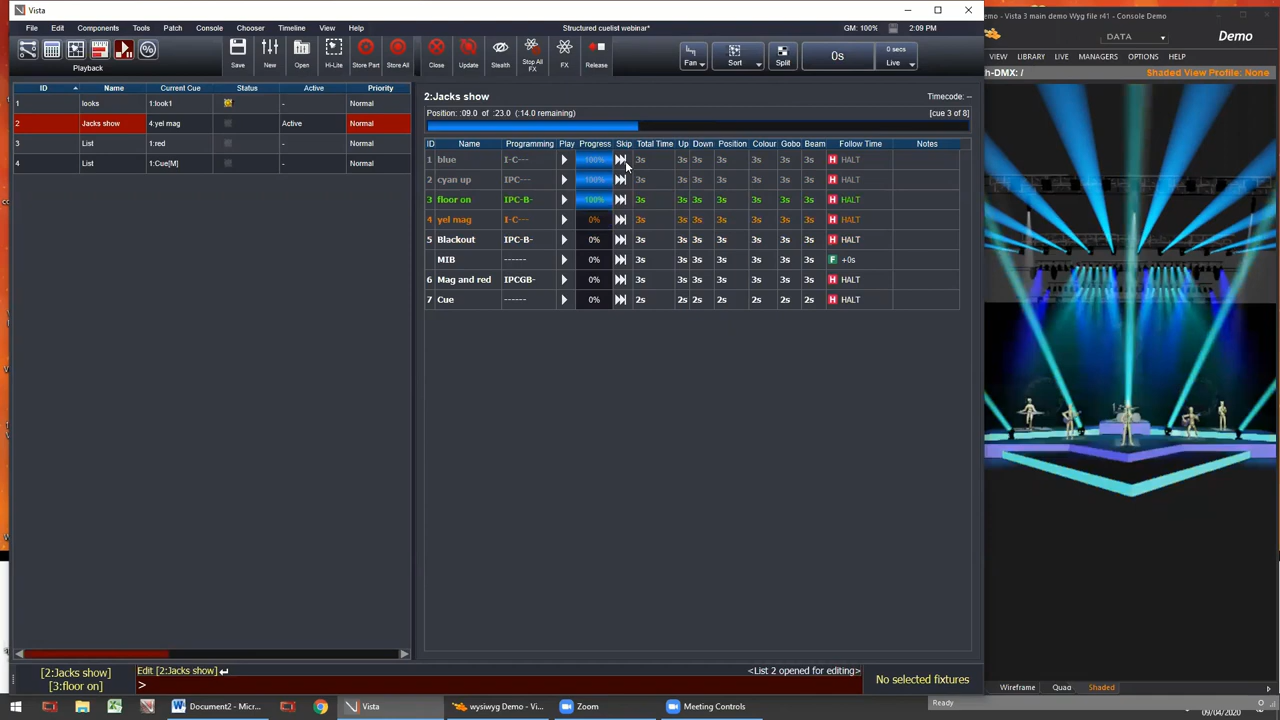 Vista
File Edit Components Tools Patch Console Chooser Timeline View Help
Structured cuelist webinar*
GM: 100%
2:09 PM
Playback
Save New Open Hi-Lite Store Part Store All Close Update Stealth Stop All FX FX Release
Fan Sort Split 0s 0 secs Live
ID Name Current Cue Status Active Priority
1 looks 1:look1 - Normal
2 Jacks show 4:yel mag Active Normal
3 List 1:red - Normal
4 List 1:Cue[M] - Normal
2:Jacks show
Timecode: --
Position: :09.0 of :23.0 (:14.0 remaining)
[cue 3 of 8]
ID Name Programming Play Progress Skip Total Time Up Down Position Colour Gobo Beam Follow Time Notes
1 blue I-C--- 100% 3s 3s 3s 3s 3s 3s 3s H HALT
2 cyan up IPC--- 100% 3s 3s 3s 3s 3s 3s 3s H HALT
3 floor on IPC-B- 100% 3s 3s 3s 3s 3s 3s 3s H HALT
4 yel mag I-C--- 0% 3s 3s 3s 3s 3s 3s 3s H HALT
5 Blackout IPC-B- 0% 3s 3s 3s 3s 3s 3s 3s H HALT
MIB ------ 0% 3s 3s 3s 3s 3s 3s 3s F +0s
6 Mag and red IPCGB- 0% 3s 3s 3s 3s 3s 3s 3s H HALT
7 Cue ------ 0% 2s 2s 2s 2s 2s 2s 2s H HALT
[2:Jacks show]
[3:floor on]
Edit [2:Jacks show]
>
<List 2 opened for editing>
No selected fixtures
emo - Vista 3 main demo Wyg file r41 - Console Demo
DATA
Demo
VIEW LIBRARY LIVE MANAGERS OPTIONS HELP
h-DMX: /
Shaded View Profile: None
Wireframe Quad Shaded
Ready
Document2 - Micr...
Vista
wysiwyg Demo - Vi...
Zoom
Meeting Controls
09/04/2020